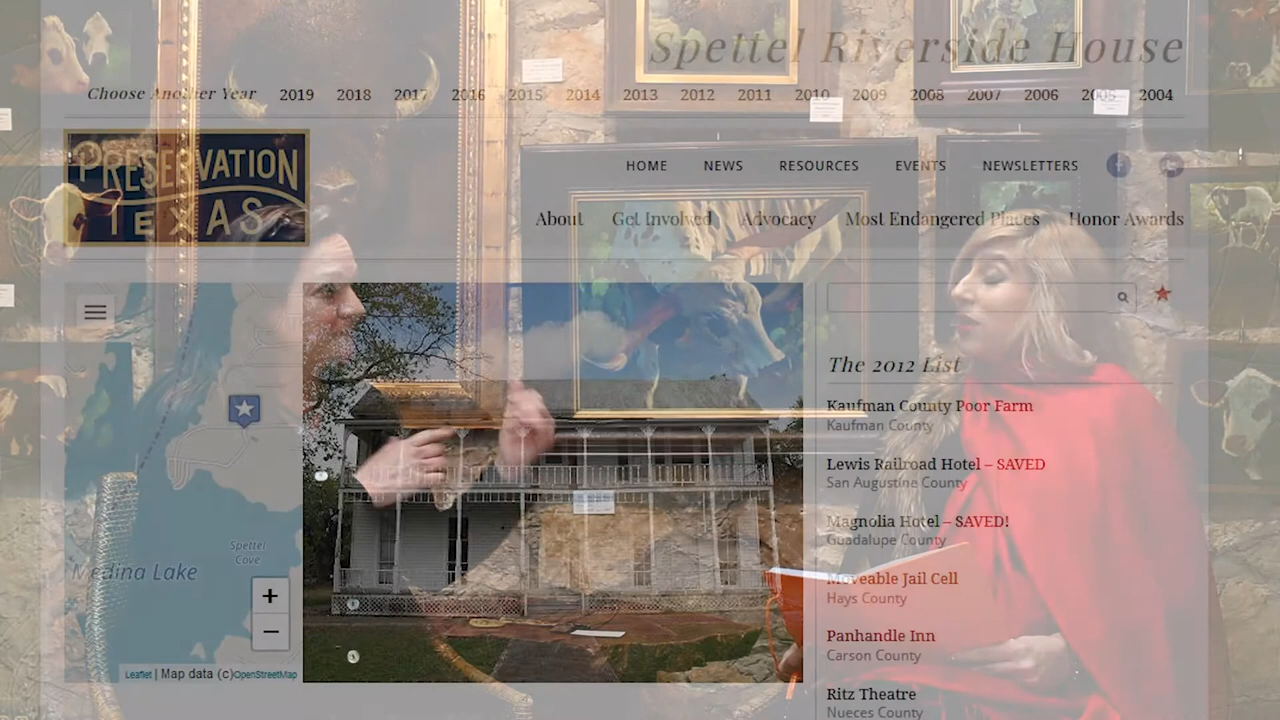 Spettel Riverside House
Choose Another Year 2019 2018 2017 2016 2015 2014 2013 2012 2011 2010 2009 2008 2007 2006 2005 2004
PRESERVATION
TEXAS
HOME NEWS RESOURCES EVENTS NEWSLETTERS
About Get Involved Advocacy Most Endangered Places Honor Awards
The 2012 List
Kaufman County Poor Farm
Kaufman County
Lewis Railroad Hotel – SAVED
San Augustine County
Magnolia Hotel – SAVED!
Guadalupe County
Moveable Jail Cell
Hays County
Panhandle Inn
Carson County
Ritz Theatre
Nueces County
Spettel
Cove
Medina Lake
+
−
Leaflet | Map data (c)OpenStreetMap